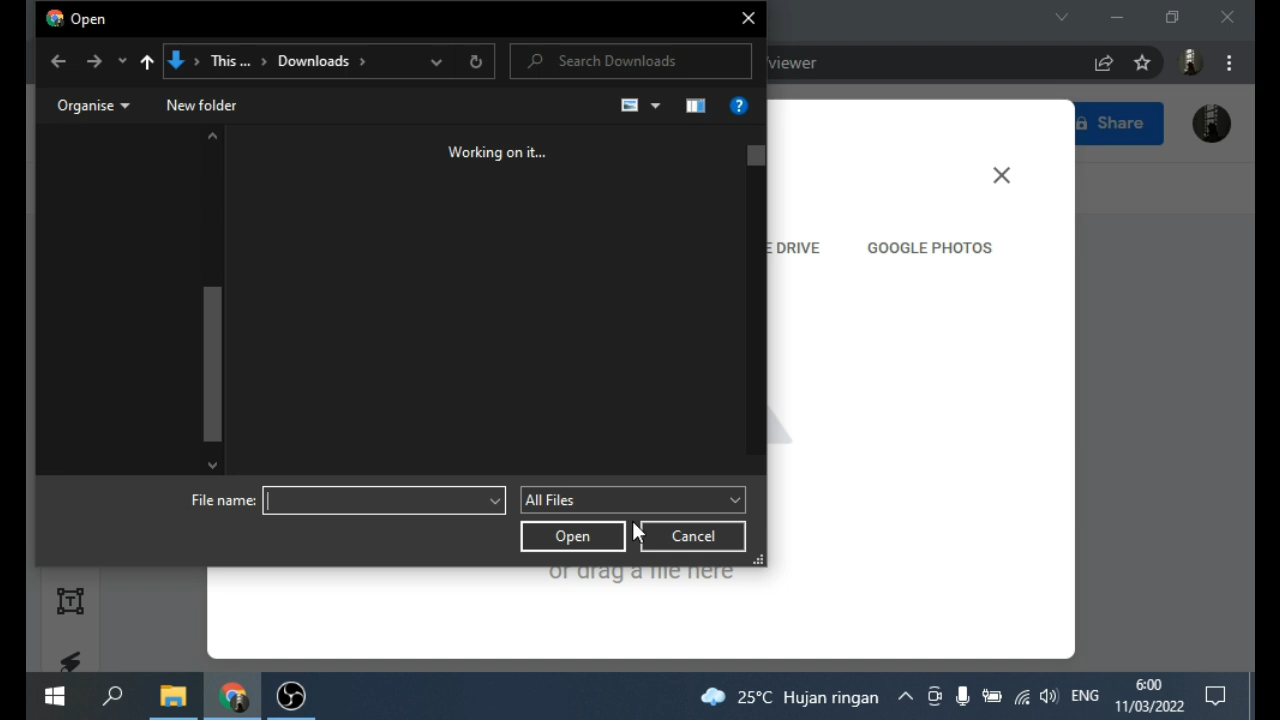 Open
/viewer
This ...
Downloads
Search Downloads
Organise
New folder
Share
Working on it...
E DRIVE
GOOGLE PHOTOS
File name:
All Files
Open
Cancel
or drag a file here
25°C Hujan ringan
ENG
6:00
11/03/2022